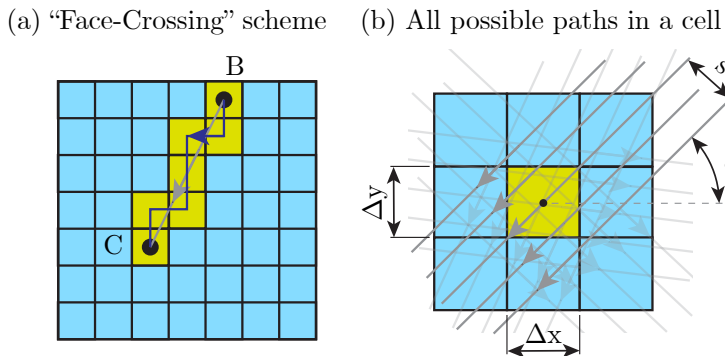 (a) “Face-Crossing” scheme
(b) All possible paths in a cell
B
C
s
Δy
Δx